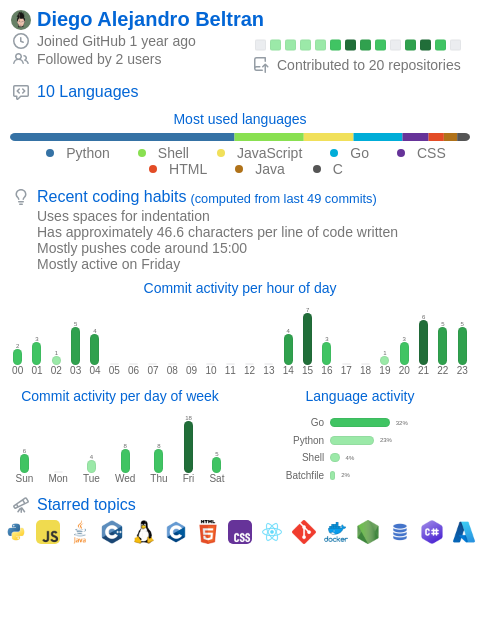 Diego Alejandro Beltran
Joined GitHub 1 year ago
Followed by 2 users
Contributed to 20 repositories
10 Languages
Most used languages
Python Shell JavaScript Go CSS
HTML Java C
Recent coding habits (computed from last 49 commits)
Uses spaces for indentation
Has approximately 46.6 characters per line of code written
Mostly pushes code around 15:00
Mostly active on Friday
Commit activity per hour of day
2 3 1 5 4 4 7 3 1 3 6 5 5
00 01 02 03 04 05 06 07 08 09 10 11 12 13 14 15 16 17 18 19 20 21 22 23
Commit activity per day of week
6 4 8 8 18 5
Sun Mon Tue Wed Thu Fri Sat
Language activity
Go 32%
Python 23%
Shell 4%
Batchfile 2%
Starred topics
JS
Java
C++
C
HTML
5
CSS
docker
C#